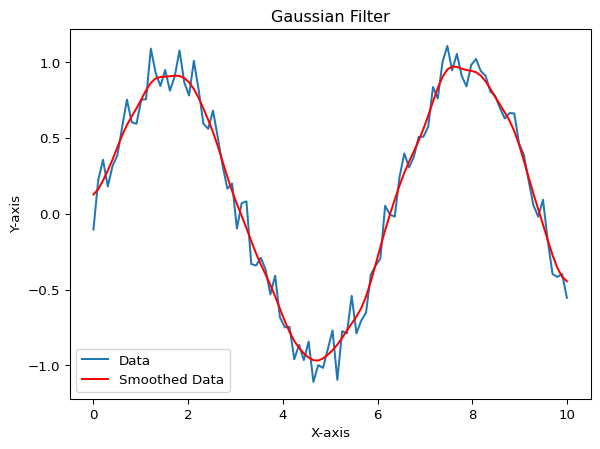 Gaussian Filter
1.0
0.5
0.0
−0.5
−1.0
Y-axis
Data
Smoothed Data
0 2 4 6 8 10
X-axis